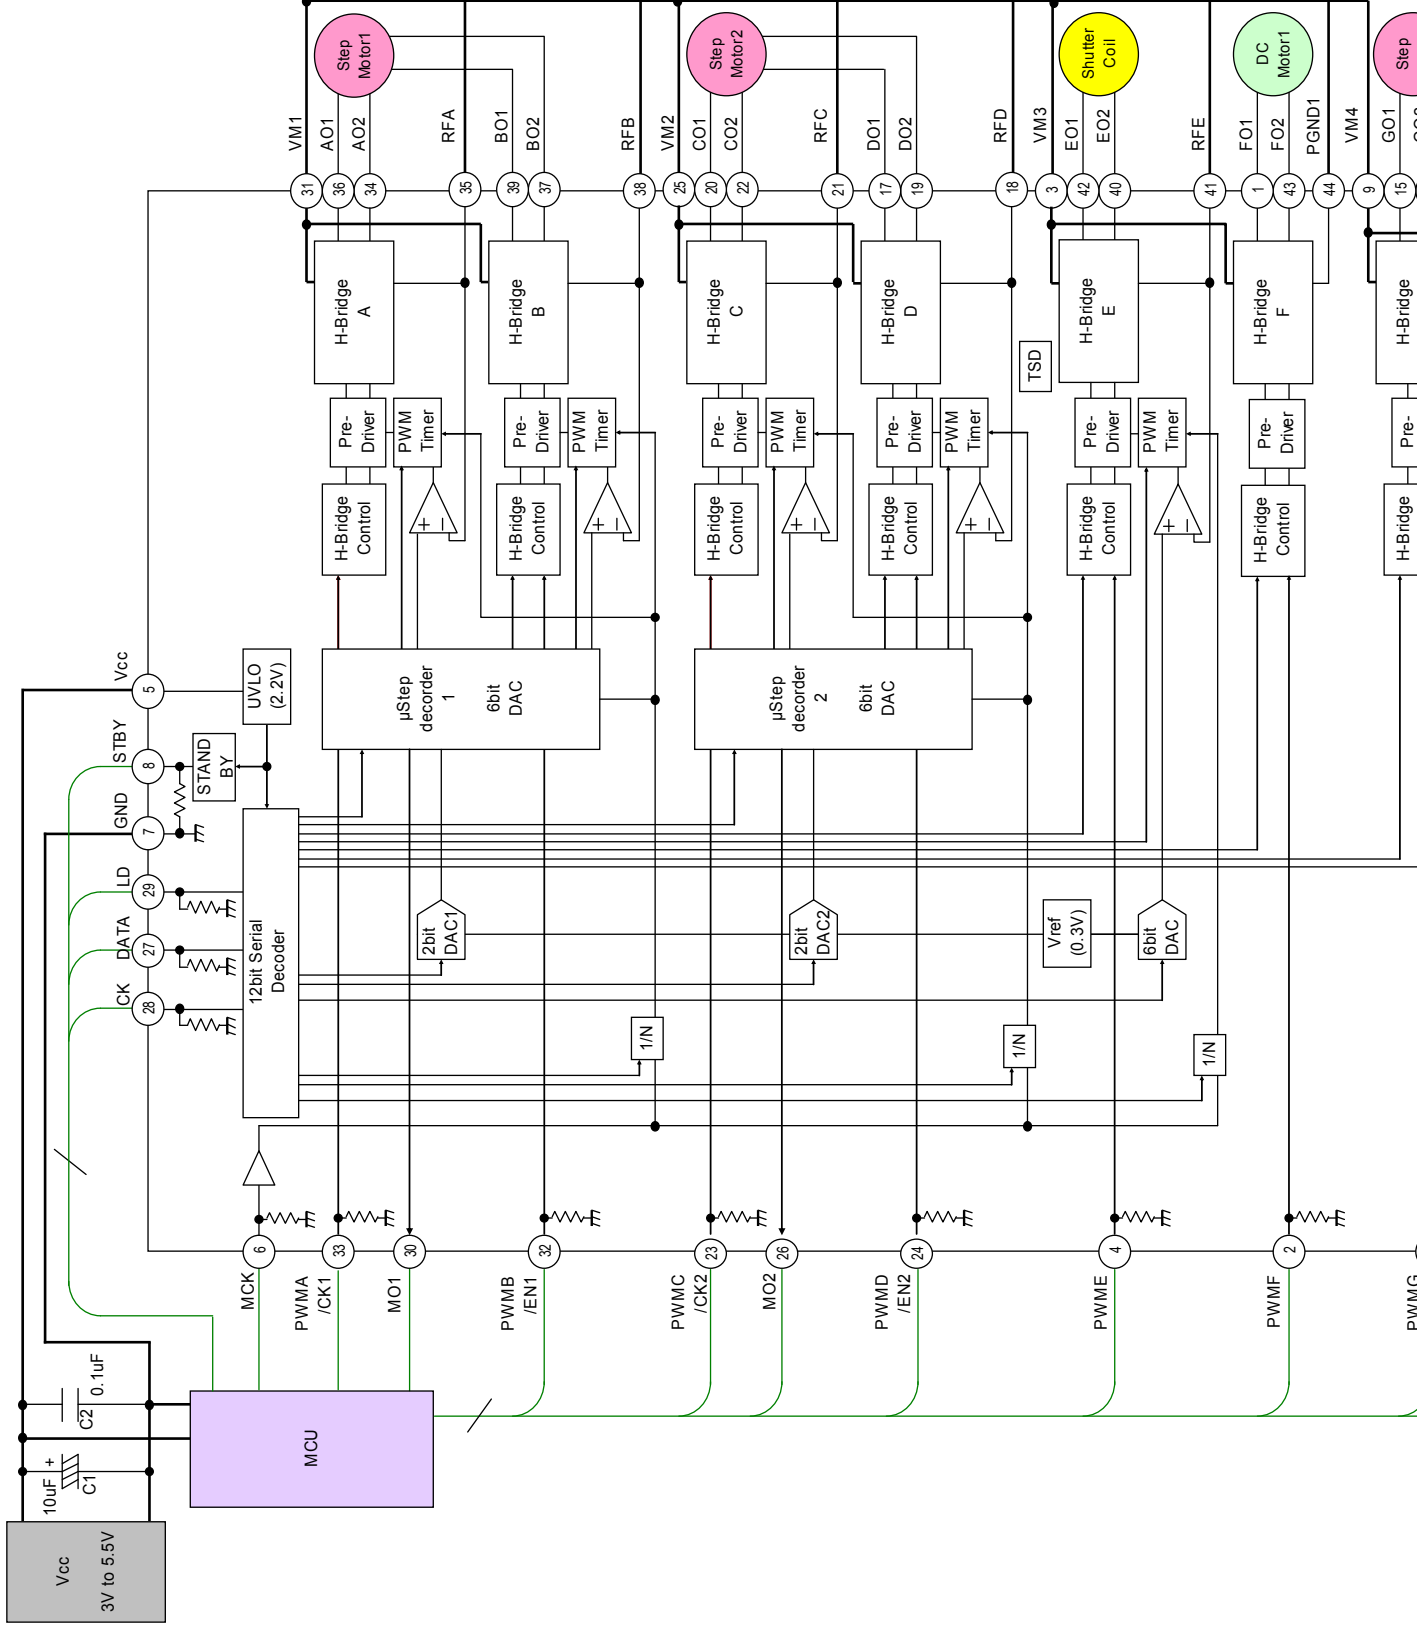 Vcc
3V to 5.5V
10uF
+
C1
C2
0.1uF
MCU
Vcc
5
STBY
8
GND
7
LD
29
DATA
27
CK
28
UVLO
(2.2V)
STAND
BY
12bit Serial
Decoder
MCK
6
PWMA
/CK1
33
MO1
30
PWMB
/EN1
32
PWMC
/CK2
23
MO2
26
PWMD
/EN2
24
PWME
4
PWMF
2
PWMG
1/N
1/N
1/N
2bit
DAC1
2bit
DAC2
Vref
(0.3V)
6bit
DAC
µStep
decorder
1
6bit
DAC
µStep
decorder
2
6bit
DAC
H-Bridge
Control
H-Bridge
Control
H-Bridge
Control
H-Bridge
Control
H-Bridge
Control
H-Bridge
Control
H-Bridge
+
−
+
−
+
−
+
−
+
−
Pre-
Driver
PWM
Timer
Pre-
Driver
PWM
Timer
Pre-
Driver
PWM
Timer
Pre-
Driver
PWM
Timer
Pre-
Driver
PWM
Timer
Pre-
Driver
Pre-
TSD
H-Bridge
A
H-Bridge
B
H-Bridge
C
H-Bridge
D
H-Bridge
E
H-Bridge
F
H-Bridge
31
36
34
35
39
37
38
25
20
22
21
17
19
18
3
42
40
41
1
43
44
9
15
VM1
AO1
AO2
RFA
BO1
BO2
RFB
VM2
CO1
CO2
RFC
DO1
DO2
RFD
VM3
EO1
EO2
RFE
FO1
FO2
PGND1
VM4
GO1
Step
Motor1
Step
Motor2
Shutter
Coil
DC
Motor1
Step